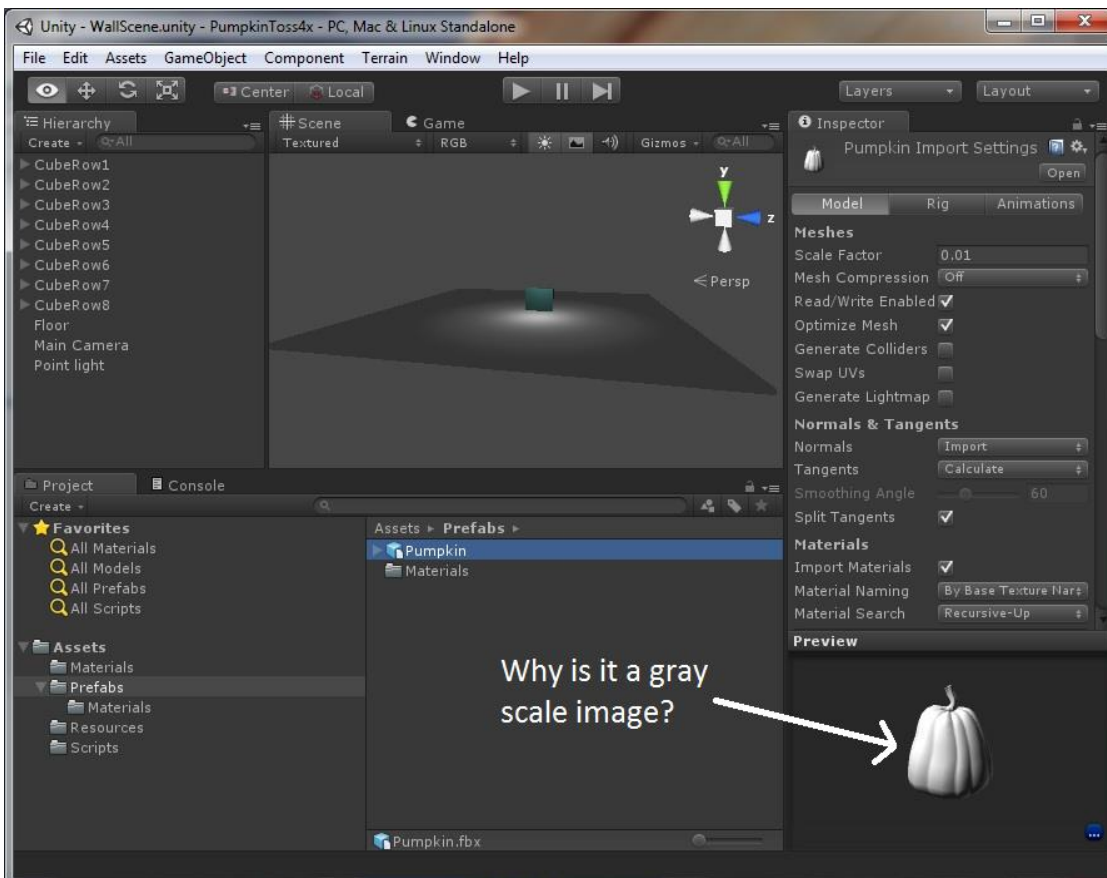 Unity - WallScene.unity - PumpkinToss4x - PC, Mac & Linux Standalone
File Edit Assets GameObject Component Terrain Window Help
Center Local Layers Layout
Hierarchy
Create All
CubeRow1
CubeRow2
CubeRow3
CubeRow4
CubeRow5
CubeRow6
CubeRow7
CubeRow8
Floor
Main Camera
Point light
Scene Game
Textured RGB Gizmos All
y
z
Persp
Inspector
Pumpkin Import Settings
Open
Model Rig Animations
Meshes
Scale Factor 0.01
Mesh Compression Off
Read/Write Enabled
Optimize Mesh
Generate Colliders
Swap UVs
Generate Lightmap
Normals & Tangents
Normals Import
Tangents Calculate
Smoothing Angle 60
Split Tangents
Materials
Import Materials
Material Naming By Base Texture Nar
Material Search Recursive-Up
Preview
Project Console
Create
Favorites
All Materials
All Models
All Prefabs
All Scripts
Assets
Materials
Prefabs
Materials
Resources
Scripts
Assets Prefabs
Pumpkin
Materials
Why is it a gray
scale image?
Pumpkin.fbx